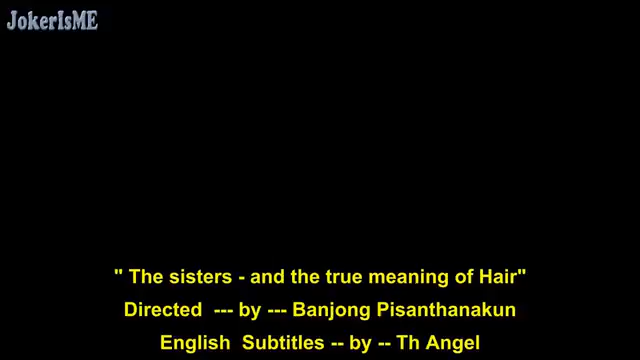 JokerIsME
" The sisters - and the true meaning of Hair"
Directed --- by --- Banjong Pisanthanakun
English Subtitles -- by -- Th Angel